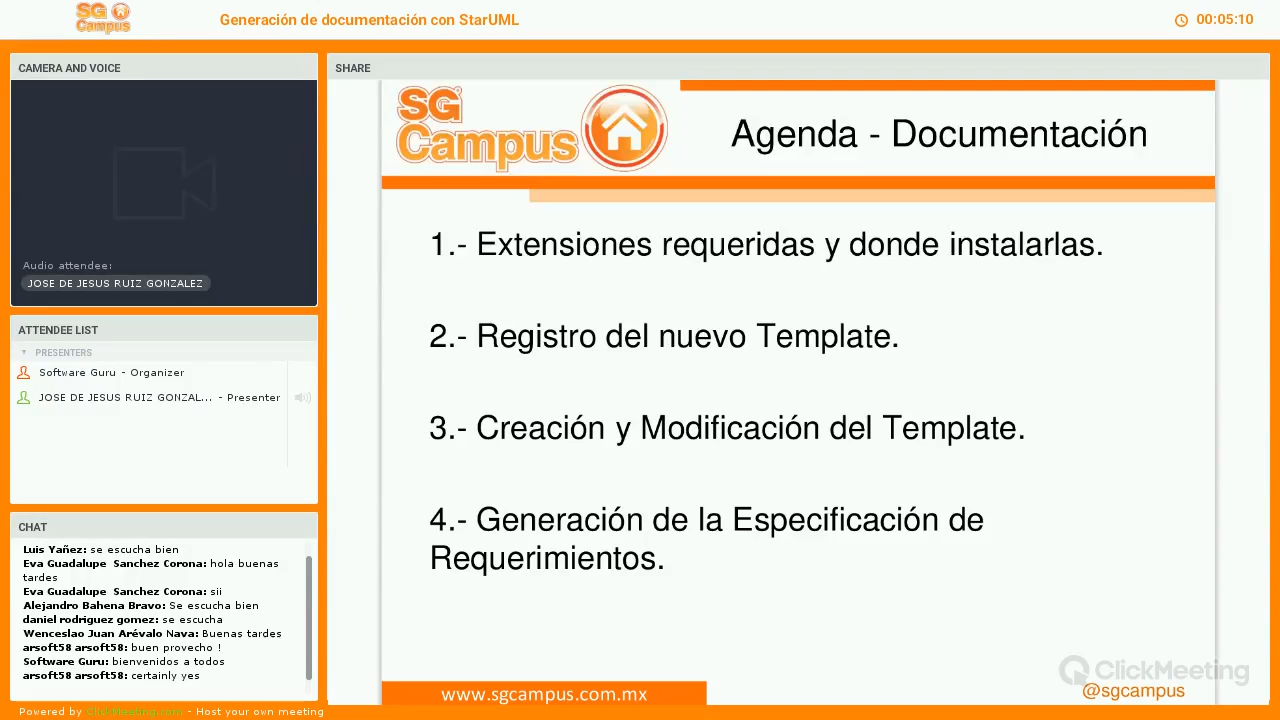 SG Campus
Generación de documentación con StarUML
00:05:10
CAMERA AND VOICE
Audio attendee:
JOSE DE JESUS RUIZ GONZALEZ
ATTENDEE LIST
PRESENTERS
Software Guru - Organizer
JOSE DE JESUS RUIZ GONZAL... - Presenter
CHAT
Luis Yañez: se escucha bien
Eva Guadalupe Sanchez Corona: hola buenas
tardes
Eva Guadalupe Sanchez Corona: sii
Alejandro Bahena Bravo: Se escucha bien
daniel rodriguez gomez: se escucha
Wenceslao Juan Arévalo Nava: Buenas tardes
arsoft58 arsoft58: buen provecho !
Software Guru: bienvenidos a todos
arsoft58 arsoft58: certainly yes
Powered by ClickMeeting.com - Host your own meeting
SHARE
SG
Campus
Agenda - Documentación
1.- Extensiones requeridas y donde instalarlas.
2.- Registro del nuevo Template.
3.- Creación y Modificación del Template.
4.- Generación de la Especificación de
Requerimientos.
www.sgcampus.com.mx
ClickMeeting
@sgcampus